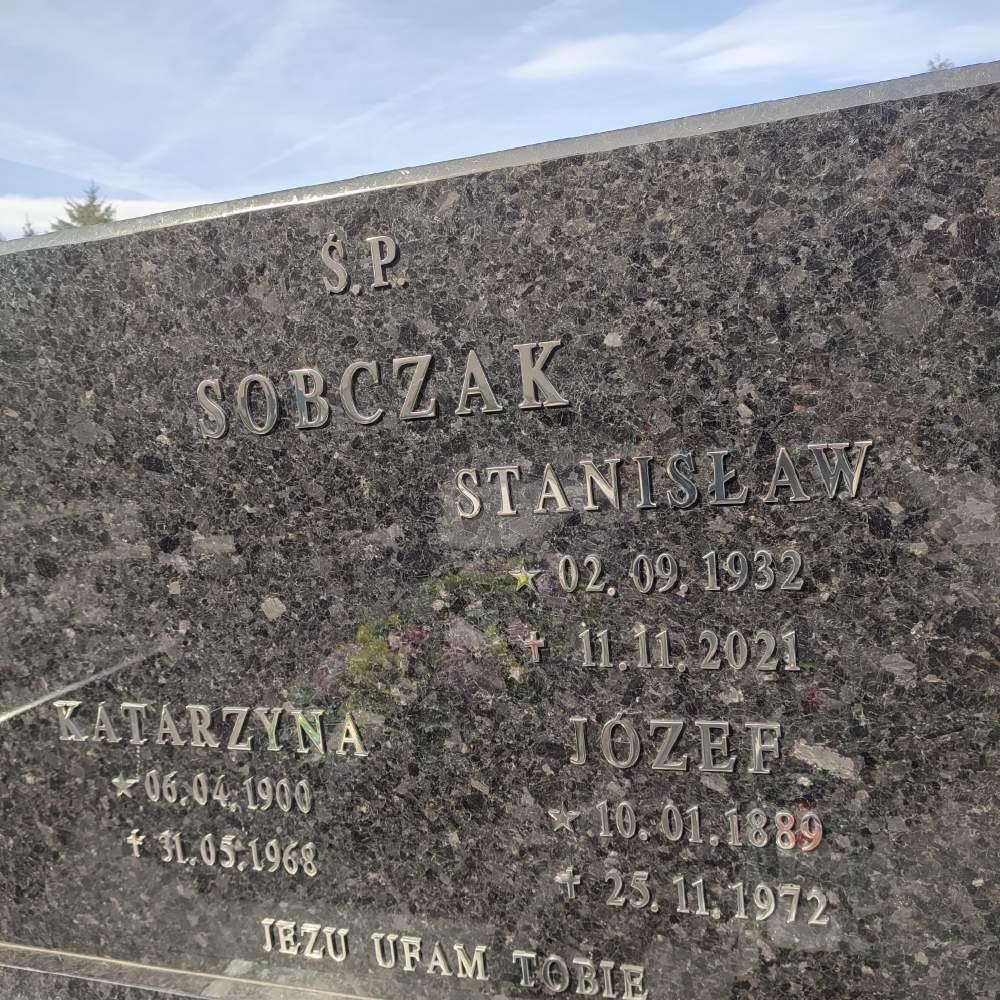 Ś.P.
SOBCZAK
STANISŁAW
02.09.1932
11.11.2021
KATARZYNA
06.04.1900
31.05.1968
JÓZEF
10.01.1889
25.11.1972
JEZU UFAM TOBIE